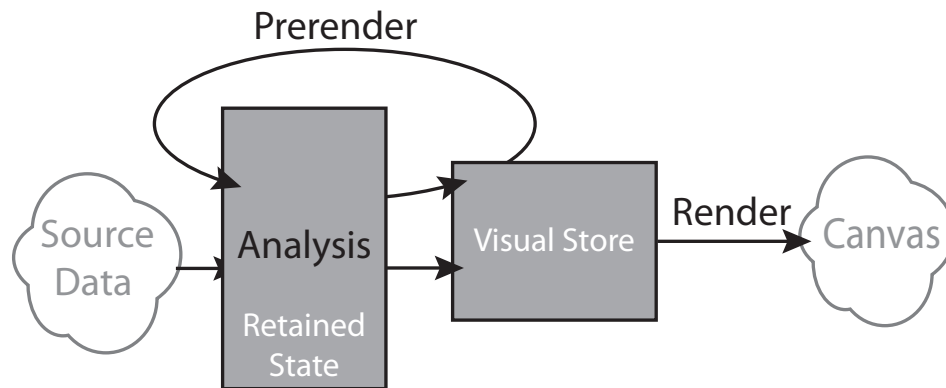 Prerender
Source
Data
Analysis
Retained
State
Visual Store
Render
Canvas